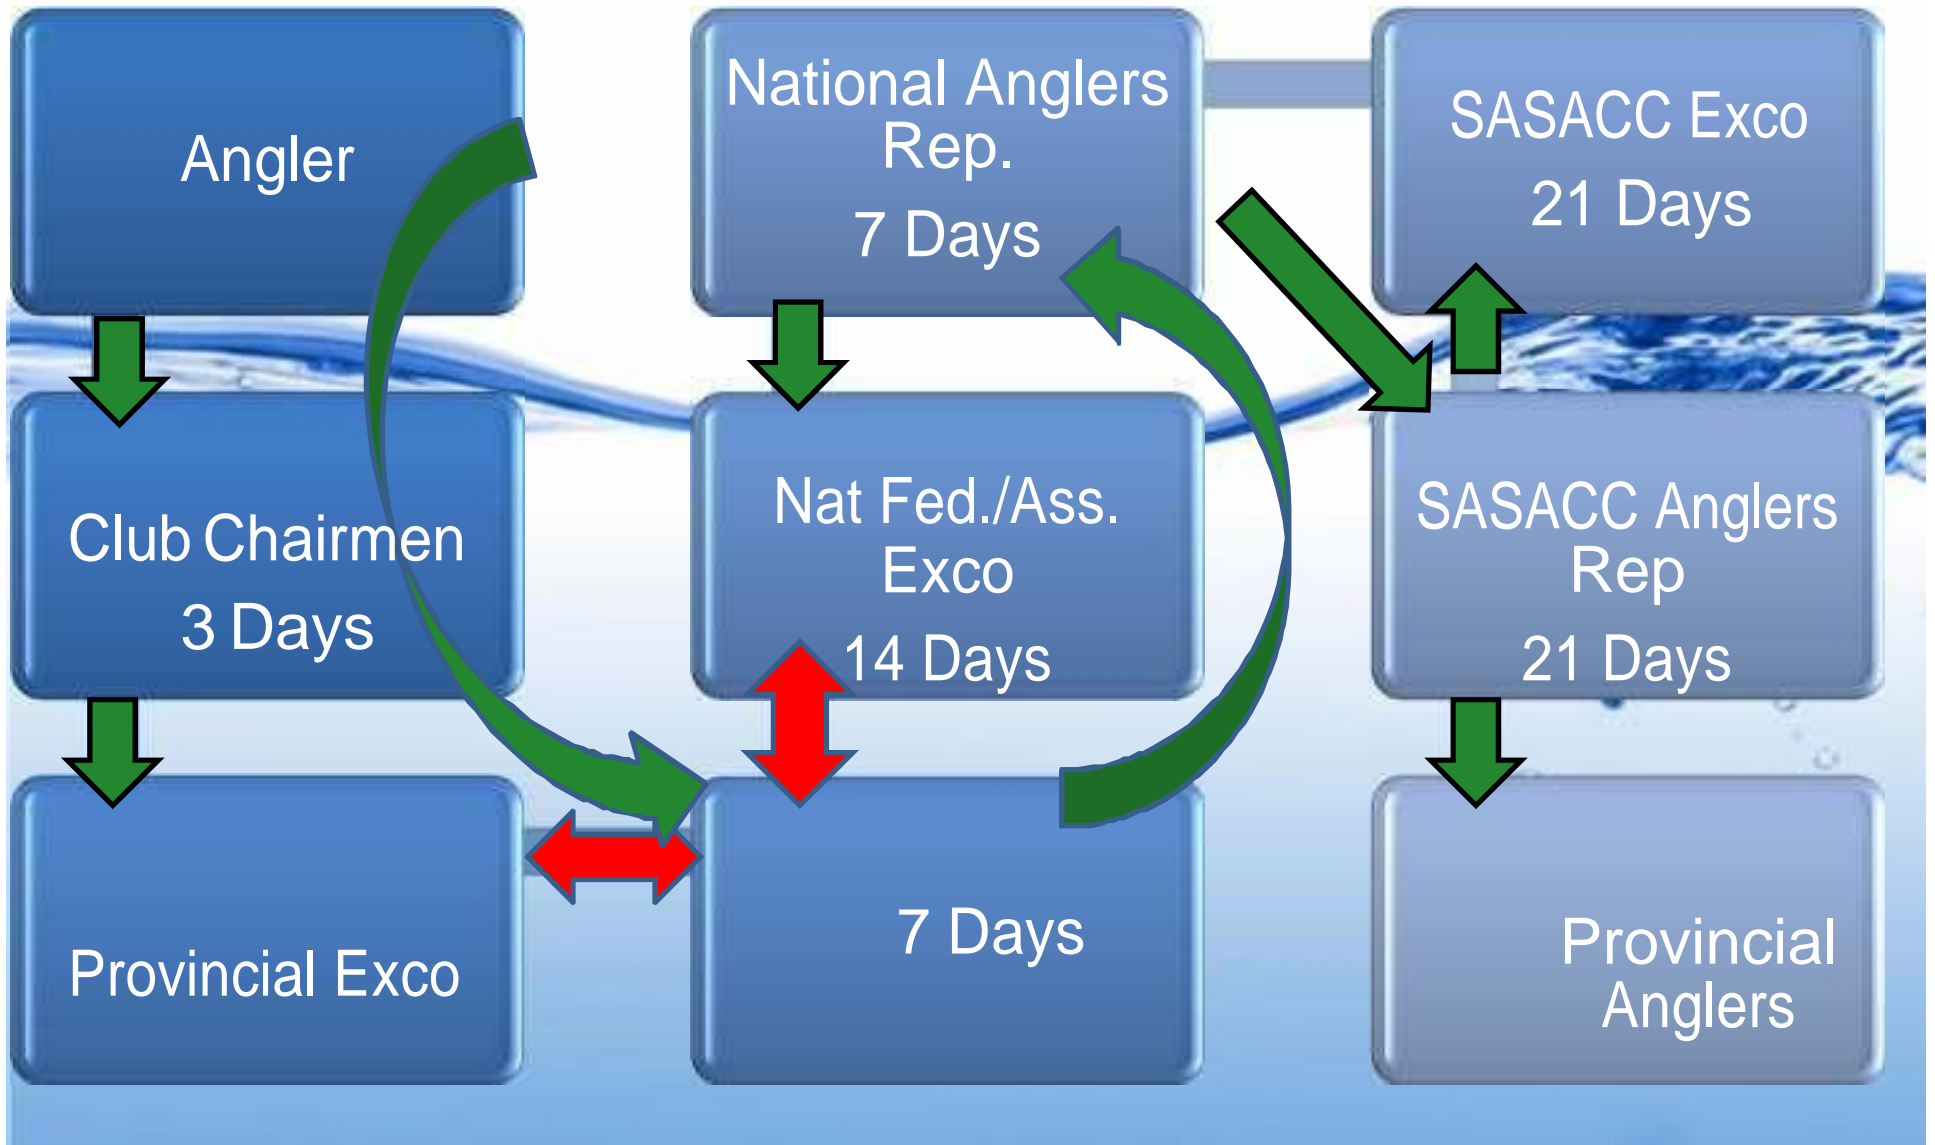 Angler
Club Chairmen
3 Days
Provincial Exco
National Anglers
Rep.
7 Days
Nat Fed./Ass.
Exco
14 Days
7 Days
SASACC Exco
21 Days
SASACC Anglers
Rep
21 Days
Provincial
Anglers